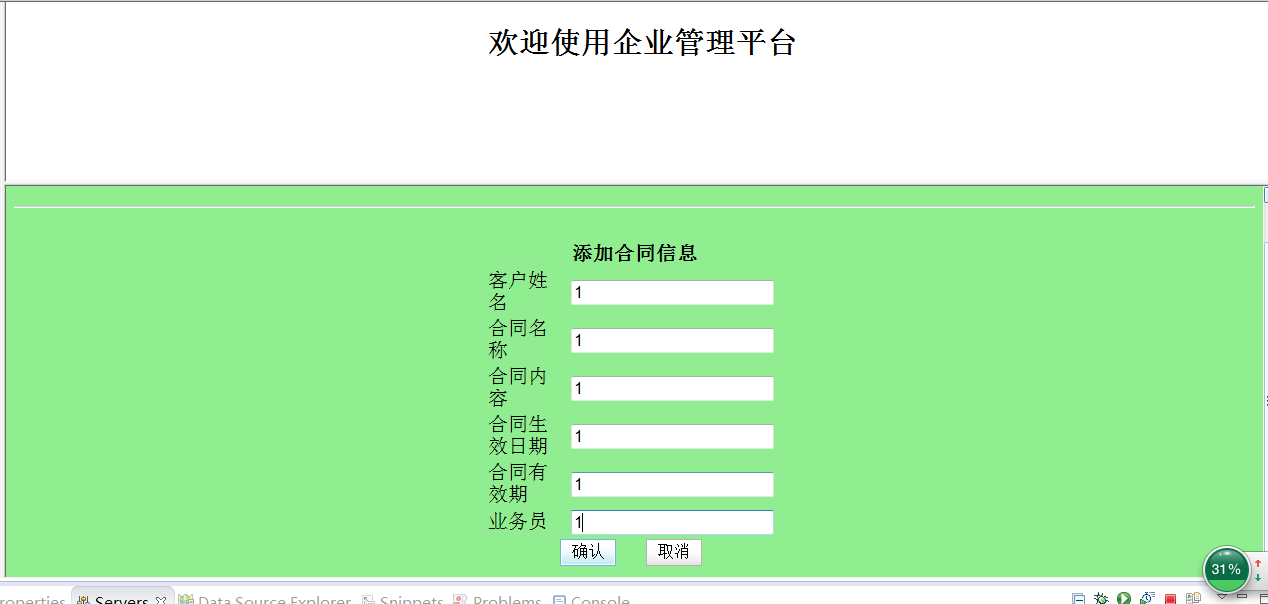 欢迎使用企业管理平台
添加合同信息
客户姓
名
1
合同名
称
1
合同内
容
1
合同生
效日期
1
合同有
效期
1
业务员
1
确认 取消
31%
roperties Servers Data Source Explorer Snippets Problems Console